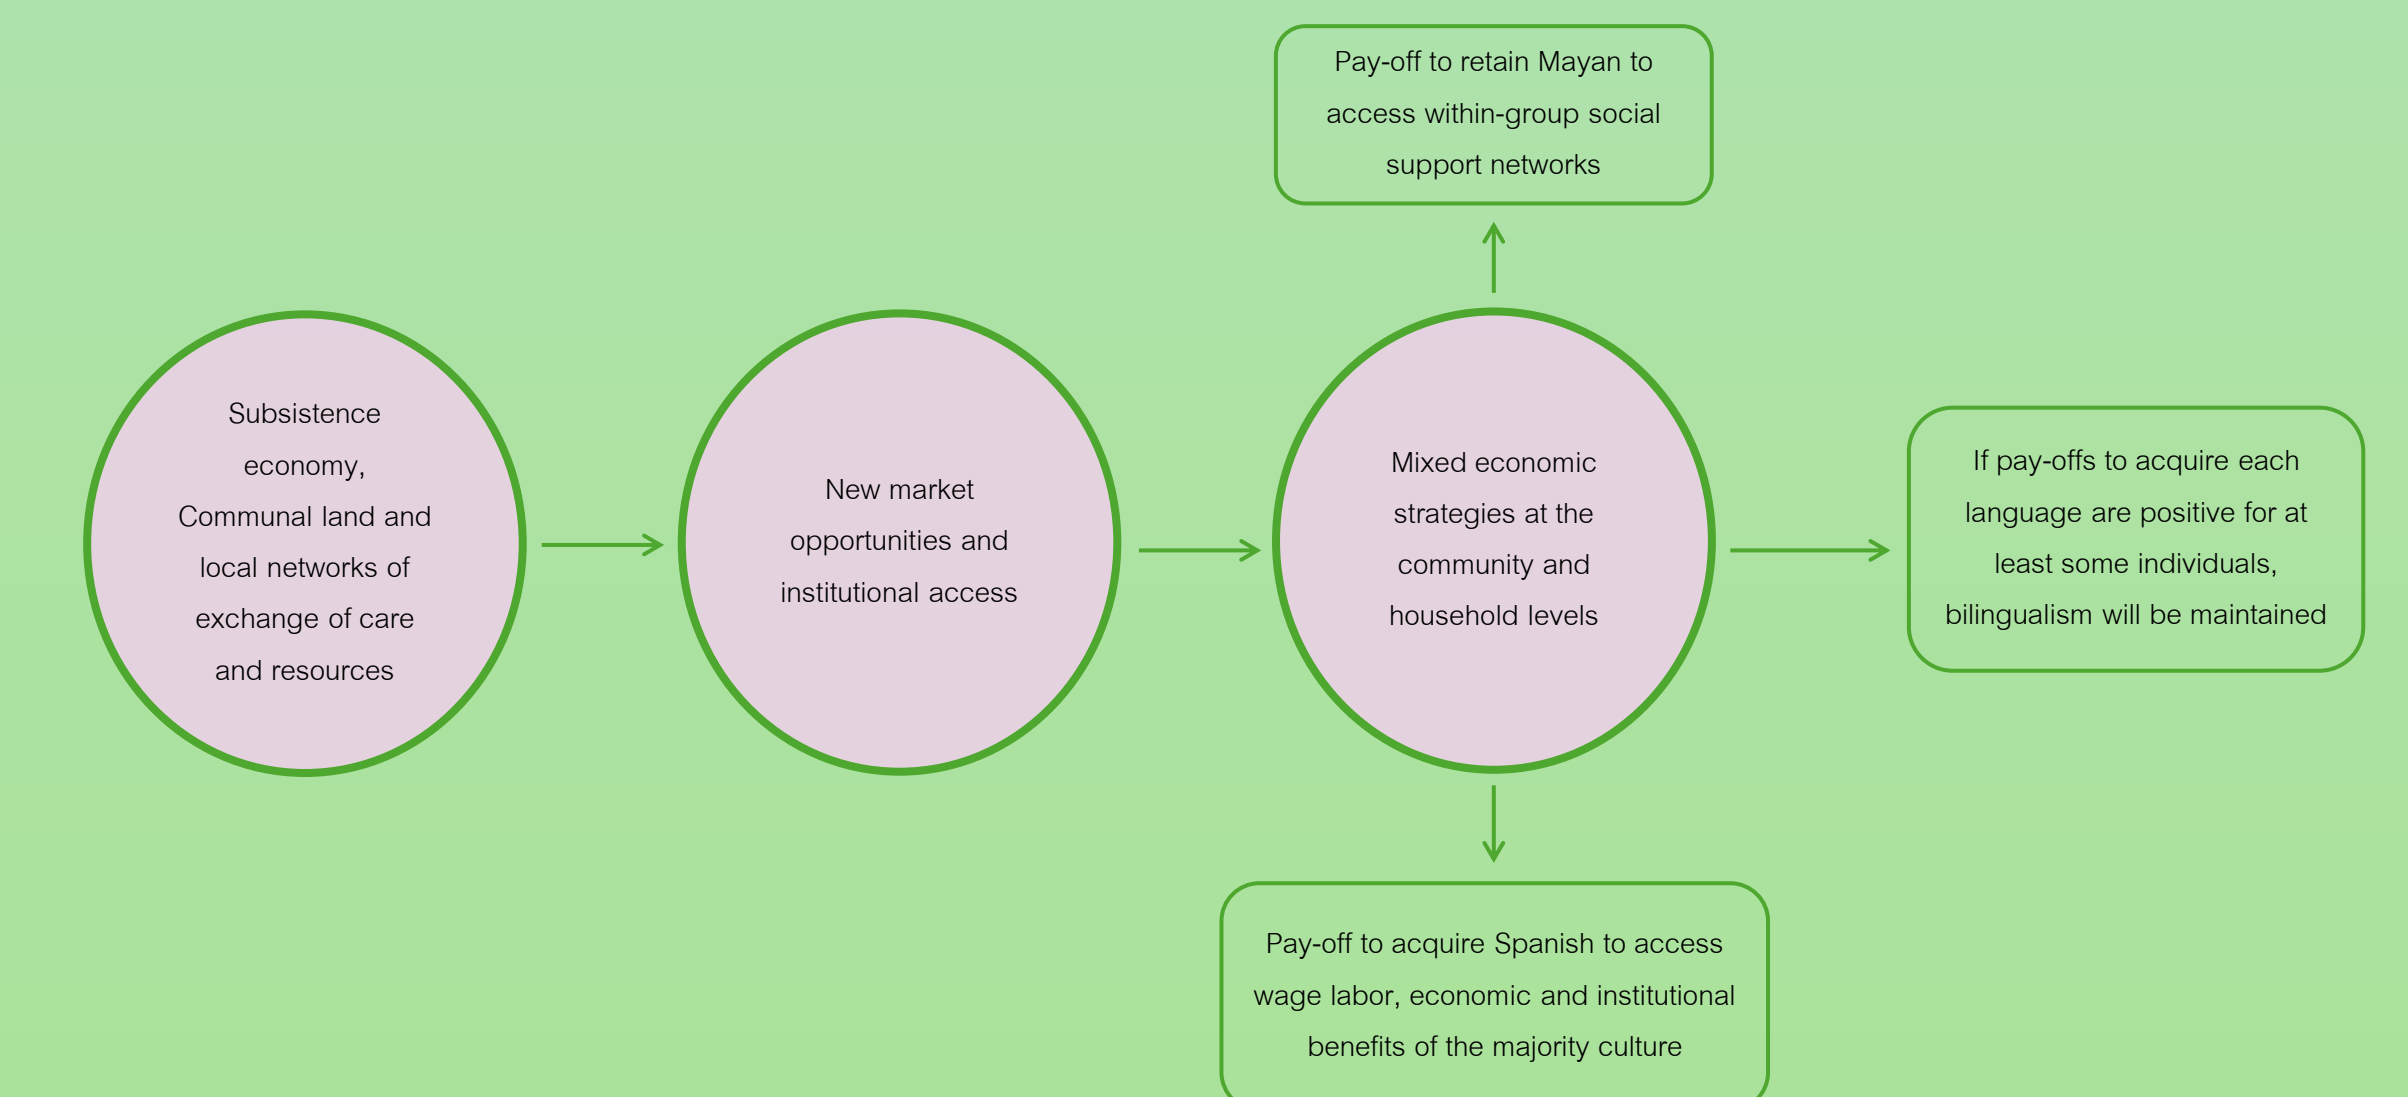 Pay-off to retain Mayan to
access within-group social
support networks
Subsistence
economy,
Communal land and
local networks of
exchange of care
and resources
New market
opportunities and
institutional access
Mixed economic
strategies at the
community and
household levels
If pay-offs to acquire each
language are positive for at
least some individuals,
bilingualism will be maintained
Pay-off to acquire Spanish to access
wage labor, economic and institutional
benefits of the majority culture